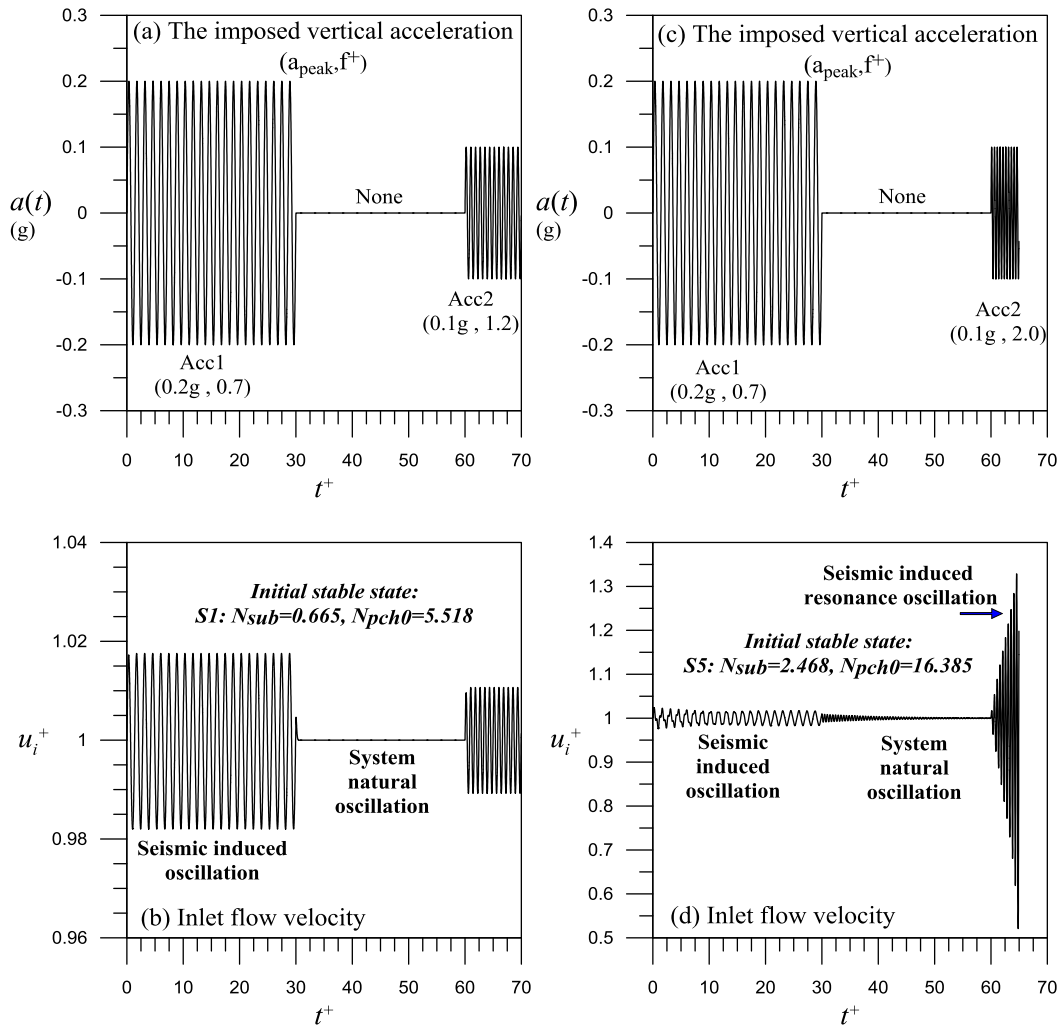 (a) The imposed vertical acceleration
(a_peak,f⁺)
0.3
0.2
0.1
0
-0.1
-0.2
-0.3
a(t)
(g)
None
Acc2
(0.1g , 1.2)
Acc1
(0.2g , 0.7)
0 10 20 30 40 50 60 70
t⁺
(c) The imposed vertical acceleration
(a_peak,f⁺)
0.3
0.2
0.1
0
-0.1
-0.2
-0.3
a(t)
(g)
None
Acc2
(0.1g , 2.0)
Acc1
(0.2g , 0.7)
0 10 20 30 40 50 60 70
t⁺
1.04
1.02
1
0.98
0.96
u_i⁺
Initial stable state:
S1: Nsub=0.665, Npch0=5.518
System
natural
oscillation
Seismic induced
oscillation
(b) Inlet flow velocity
0 10 20 30 40 50 60 70
t⁺
1.4
1.3
1.2
1.1
1
0.9
0.8
0.7
0.6
0.5
u_i⁺
Seismic induced
resonance oscillation
Initial stable state:
S5: Nsub=2.468, Npch0=16.385
Seismic
induced
oscillation
System
natural
oscillation
(d) Inlet flow velocity
0 10 20 30 40 50 60 70
t⁺